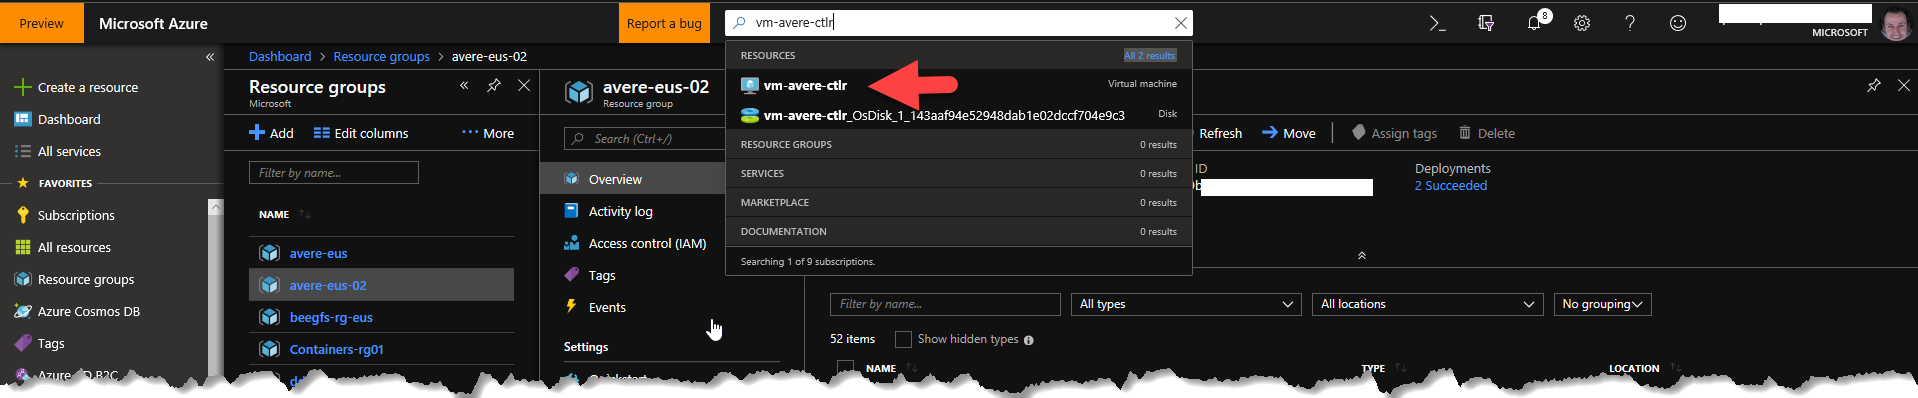 Preview
Microsoft Azure
Report a bug
vm-avere-ctlr
8
MICROSOFT
Create a resource
Dashboard
All services
FAVORITES
Subscriptions
All resources
Resource groups
Azure Cosmos DB
Tags
Dashboard > Resource groups > avere-eus-02
Resource groups
Microsoft
Add
Edit columns
More
Filter by name...
NAME
avere-eus
avere-eus-02
beegfs-rg-eus
Containers-rg01
avere-eus-02
Resource group
Search (Ctrl+/)
Overview
Activity log
Access control (IAM)
Tags
Events
Settings
RESOURCES All 2 results
vm-avere-ctlr Virtual machine
vm-avere-ctlr_OsDisk_1_143aaf94e52948dab1e02dccf704e9c3 Disk
RESOURCE GROUPS 0 results
SERVICES 0 results
MARKETPLACE 0 results
DOCUMENTATION 0 results
Searching 1 of 9 subscriptions.
Refresh
Move
Assign tags
Delete
ID
Deployments
2 Succeeded
Filter by name...
All types
All locations
No grouping
52 items
Show hidden types
NAME
TYPE
LOCATION